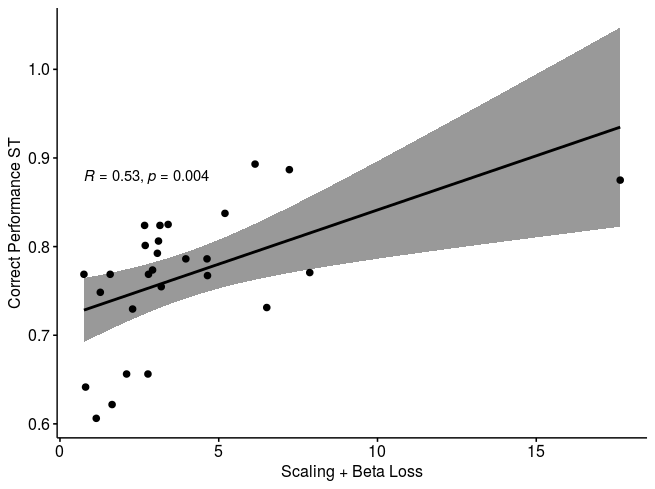 1.0
0.9
R = 0.53, p = 0.004
0.8
0.7
0.6
Correct Performance ST
0 5 10 15
Scaling + Beta Loss